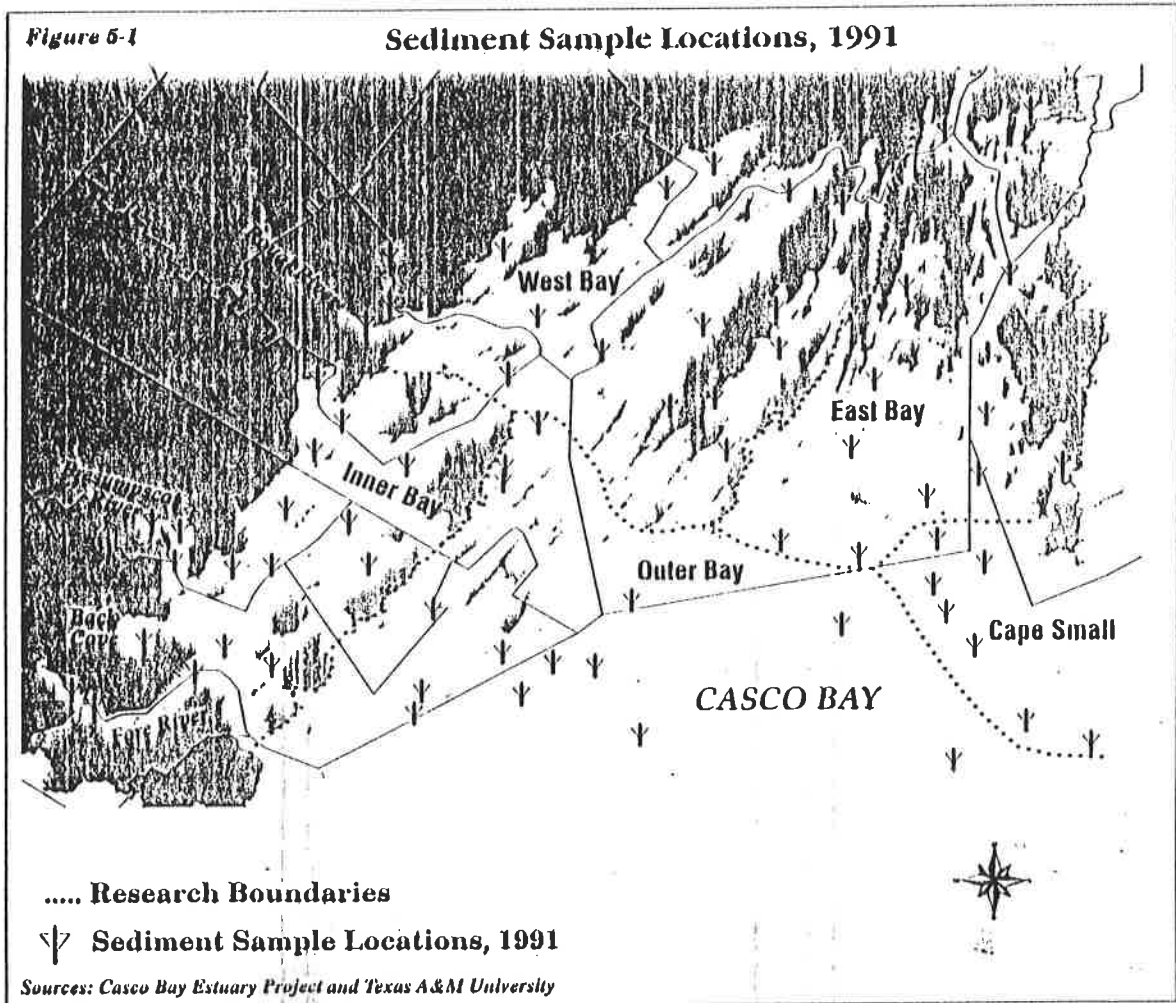 Figure 5-1
Sediment Sample Locations, 1991
West Bay
East Bay
Inner Bay
Outer Bay
Back
Cove
Cape Small
CASCO BAY
Fore River
..... Research Boundaries
Sediment Sample Locations, 1991
Sources: Casco Bay Estuary Project and Texas A&M University